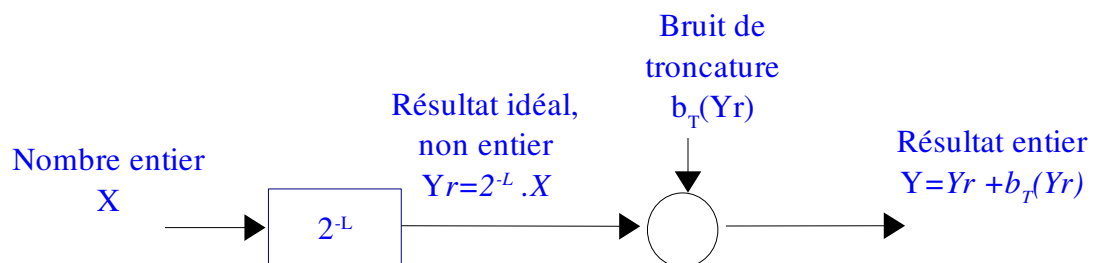 Nombre entier
X
2^-L
Résultat idéal,
non entier
Yr=2^-L .X
Bruit de
troncature
b_T(Yr)
Résultat entier
Y=Yr +b_T(Yr)